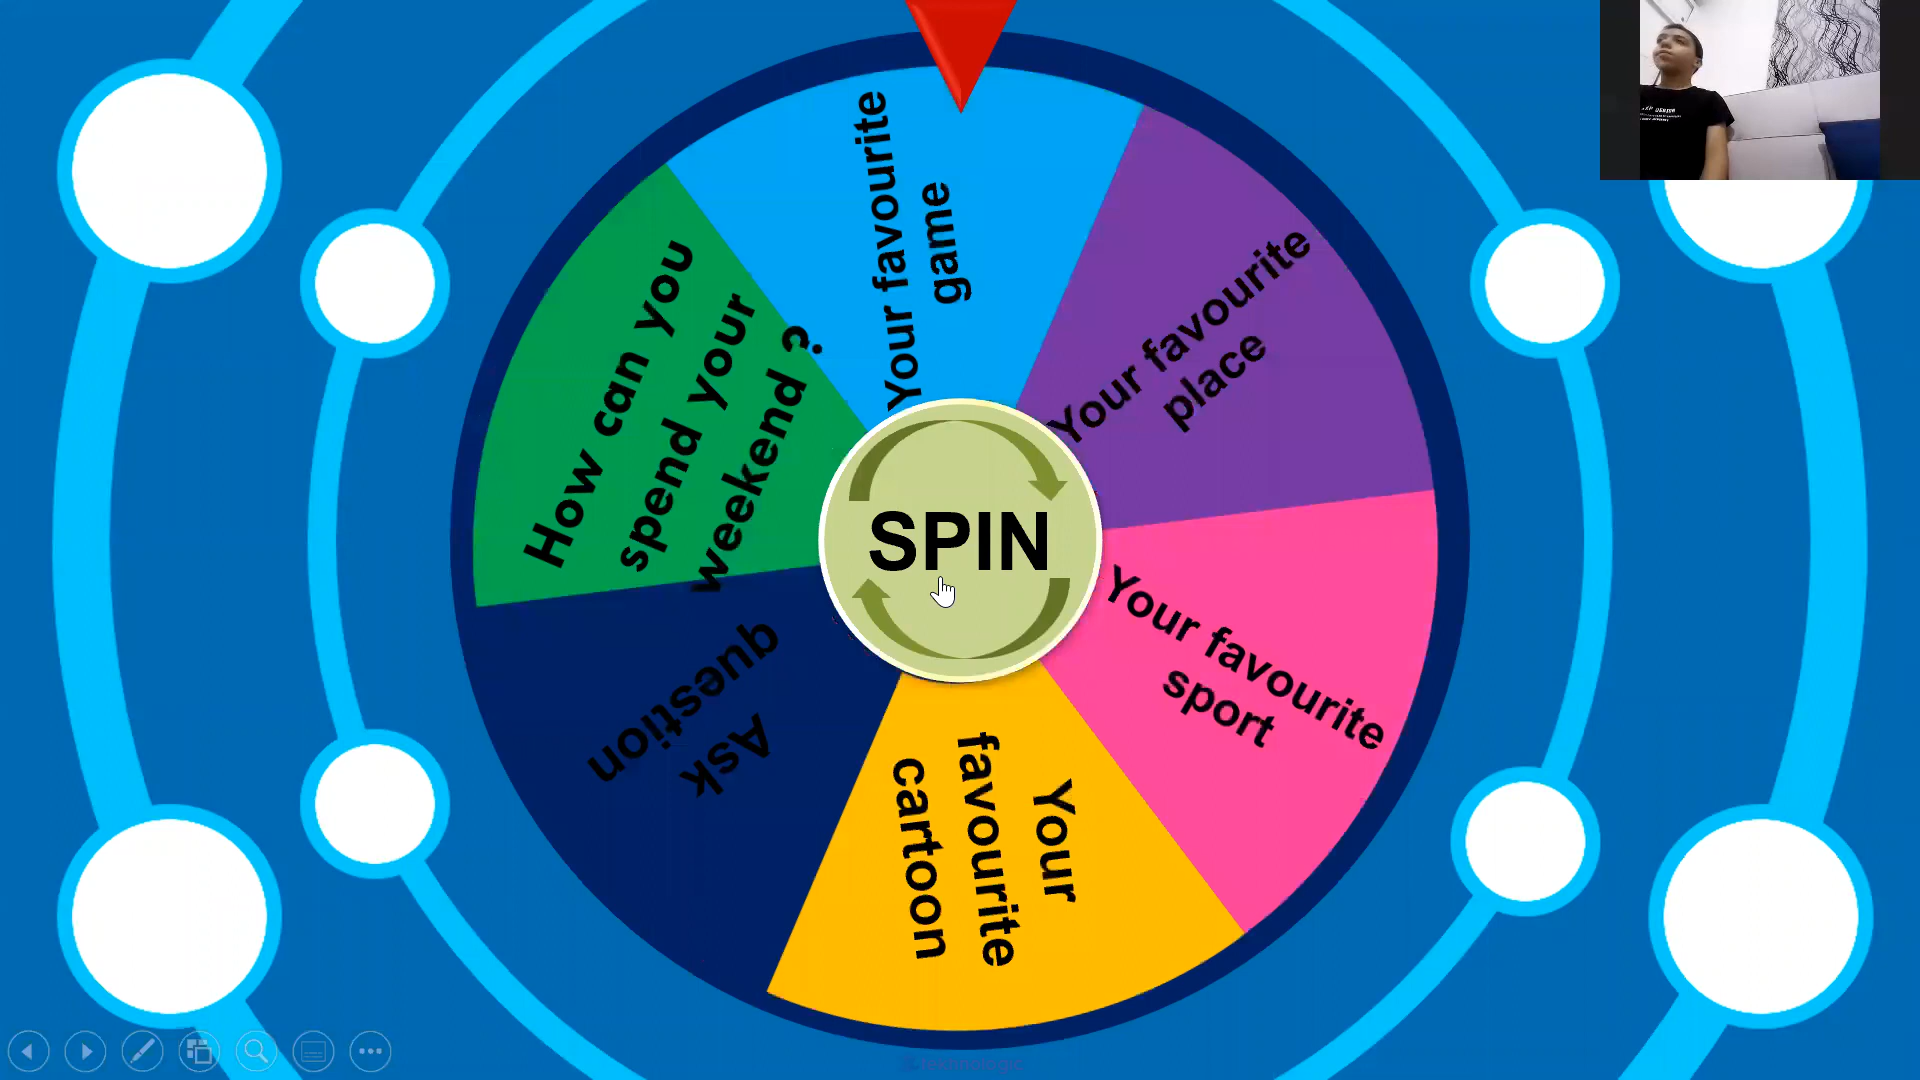 Your favourite
game
Your favourite
place
Your favourite
sport
Your
favourite
cartoon
Ask
question
How can you
spend your
weekend ?
SPIN
tekhnologic